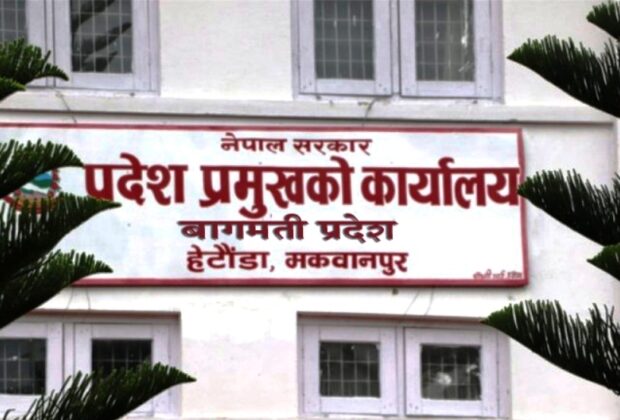 नेपाल सरकार
प्रदेश प्रमुखको कार्यालय
बागमती प्रदेश
हेटौंडा, मकवानपुर